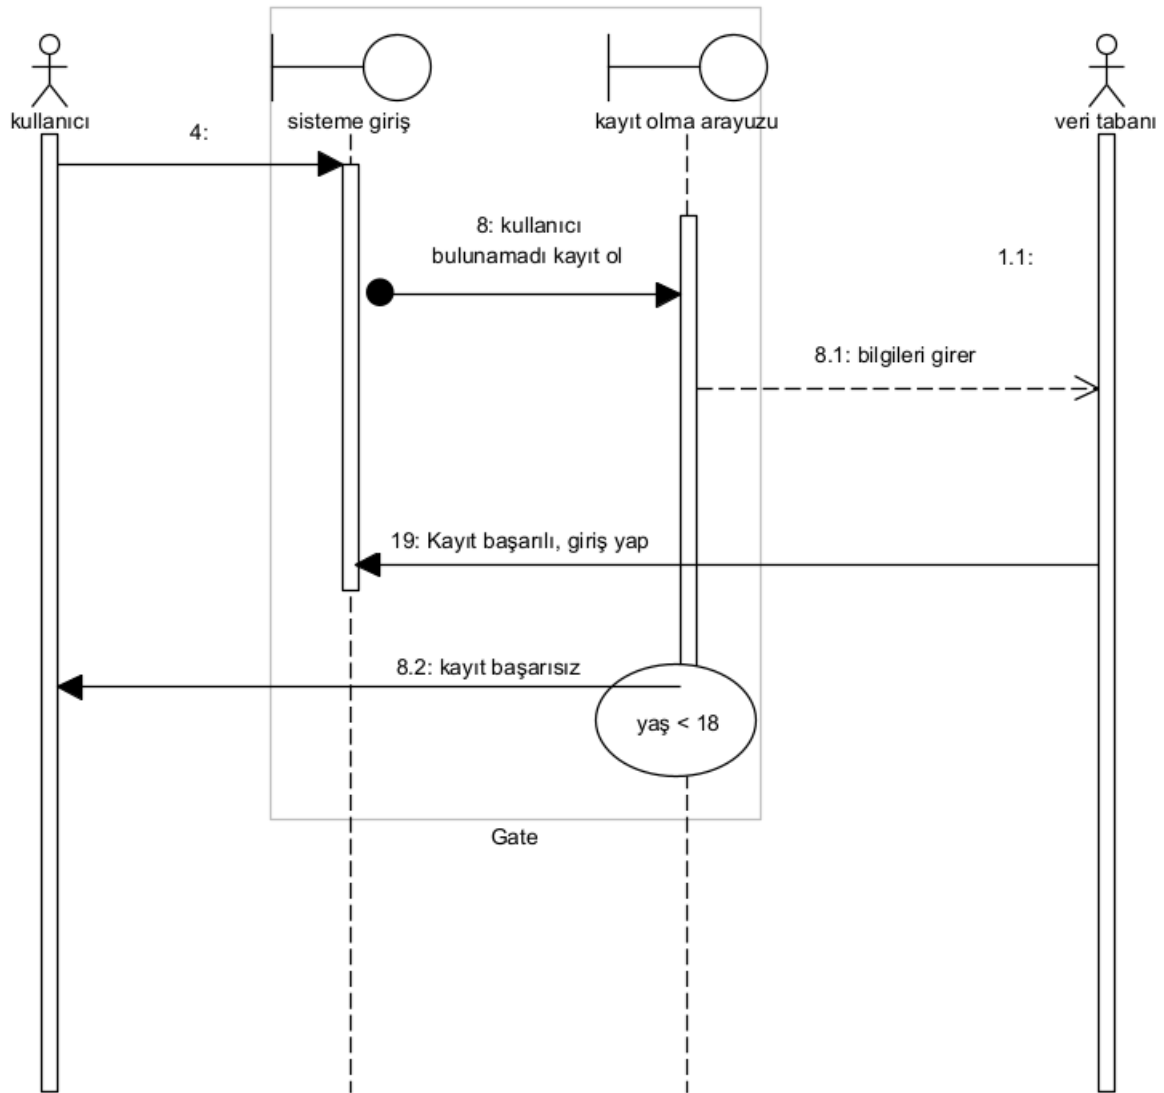 kullanıcı
sisteme giriş
kayıt olma arayuzu
veri tabanı
4:
8: kullanıcı
bulunamadı kayıt ol
1.1:
8.1: bilgileri girer
19: Kayıt başarılı, giriş yap
8.2: kayıt başarısız
yaş < 18
Gate